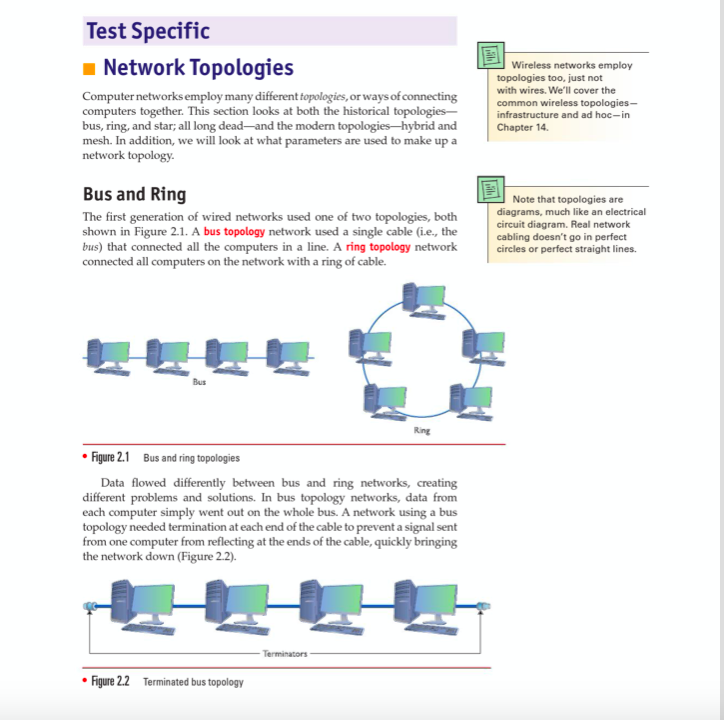 Test Specific
Network Topologies
Computer networks employ many different topologies, or ways of connecting
computers together. This section looks at both the historical topologies—
bus, ring, and star; all long dead—and the modern topologies—hybrid and
mesh. In addition, we will look at what parameters are used to make up a
network topology.
Wireless networks employ
topologies too, just not
with wires. We'll cover the
common wireless topologies—
infrastructure and ad hoc—in
Chapter 14.
Bus and Ring
The first generation of wired networks used one of two topologies, both
shown in Figure 2.1. A bus topology network used a single cable (i.e., the
bus) that connected all the computers in a line. A ring topology network
connected all computers on the network with a ring of cable.
Note that topologies are
diagrams, much like an electrical
circuit diagram. Real network
cabling doesn't go in perfect
circles or perfect straight lines.
Bus
Ring
• Figure 2.1 Bus and ring topologies
Data flowed differently between bus and ring networks, creating
different problems and solutions. In bus topology networks, data from
each computer simply went out on the whole bus. A network using a bus
topology needed termination at each end of the cable to prevent a signal sent
from one computer from reflecting at the ends of the cable, quickly bringing
the network down (Figure 2.2).
Terminators
• Figure 2.2 Terminated bus topology